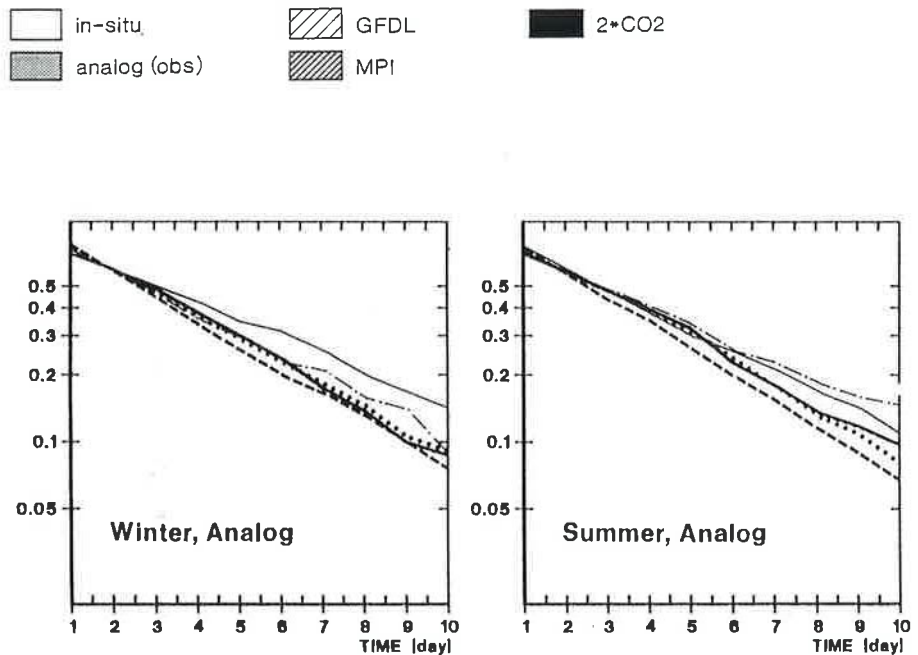 in-situ GFDL 2*CO2
analog (obs) MPI
0.5
0.4
0.3
0.2
0.1
0.05
Winter, Analog
1 2 3 4 5 6 7 8 9 10
TIME [day]
0.5
0.4
0.3
0.2
0.1
0.05
Summer, Analog
1 2 3 4 5 6 7 8 9 10
TIME [day]